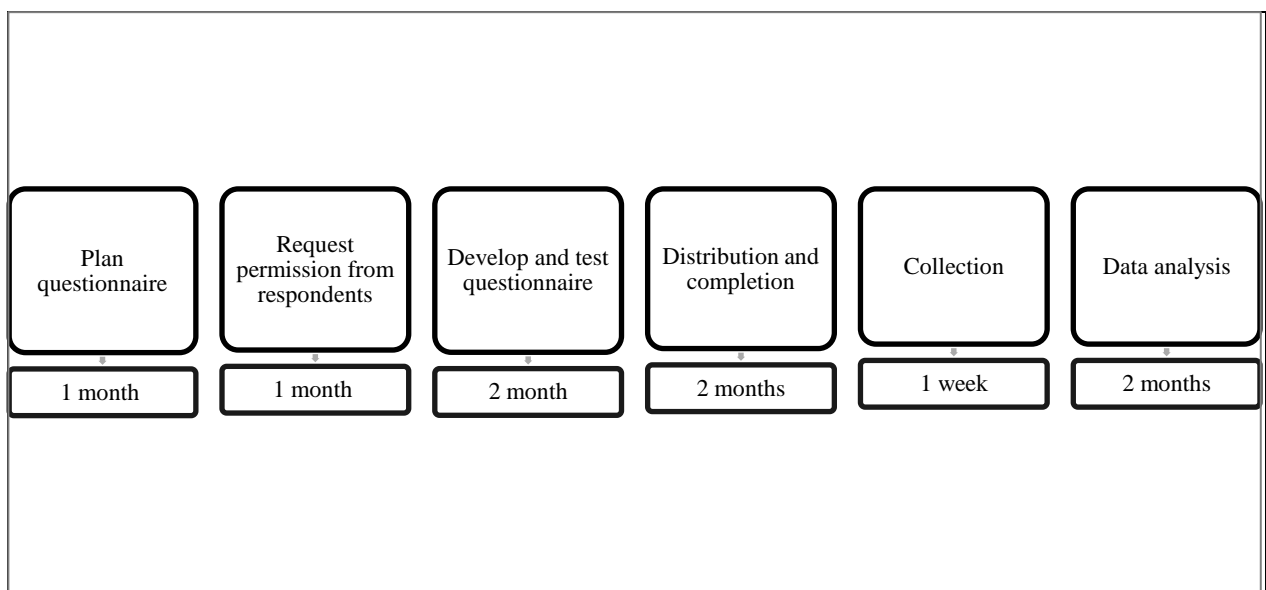 Plan
questionnaire
Request
permission from
respondents
Develop and test
questionnaire
Distribution and
completion
Collection
Data analysis
1 month
1 month
2 month
2 months
1 week
2 months